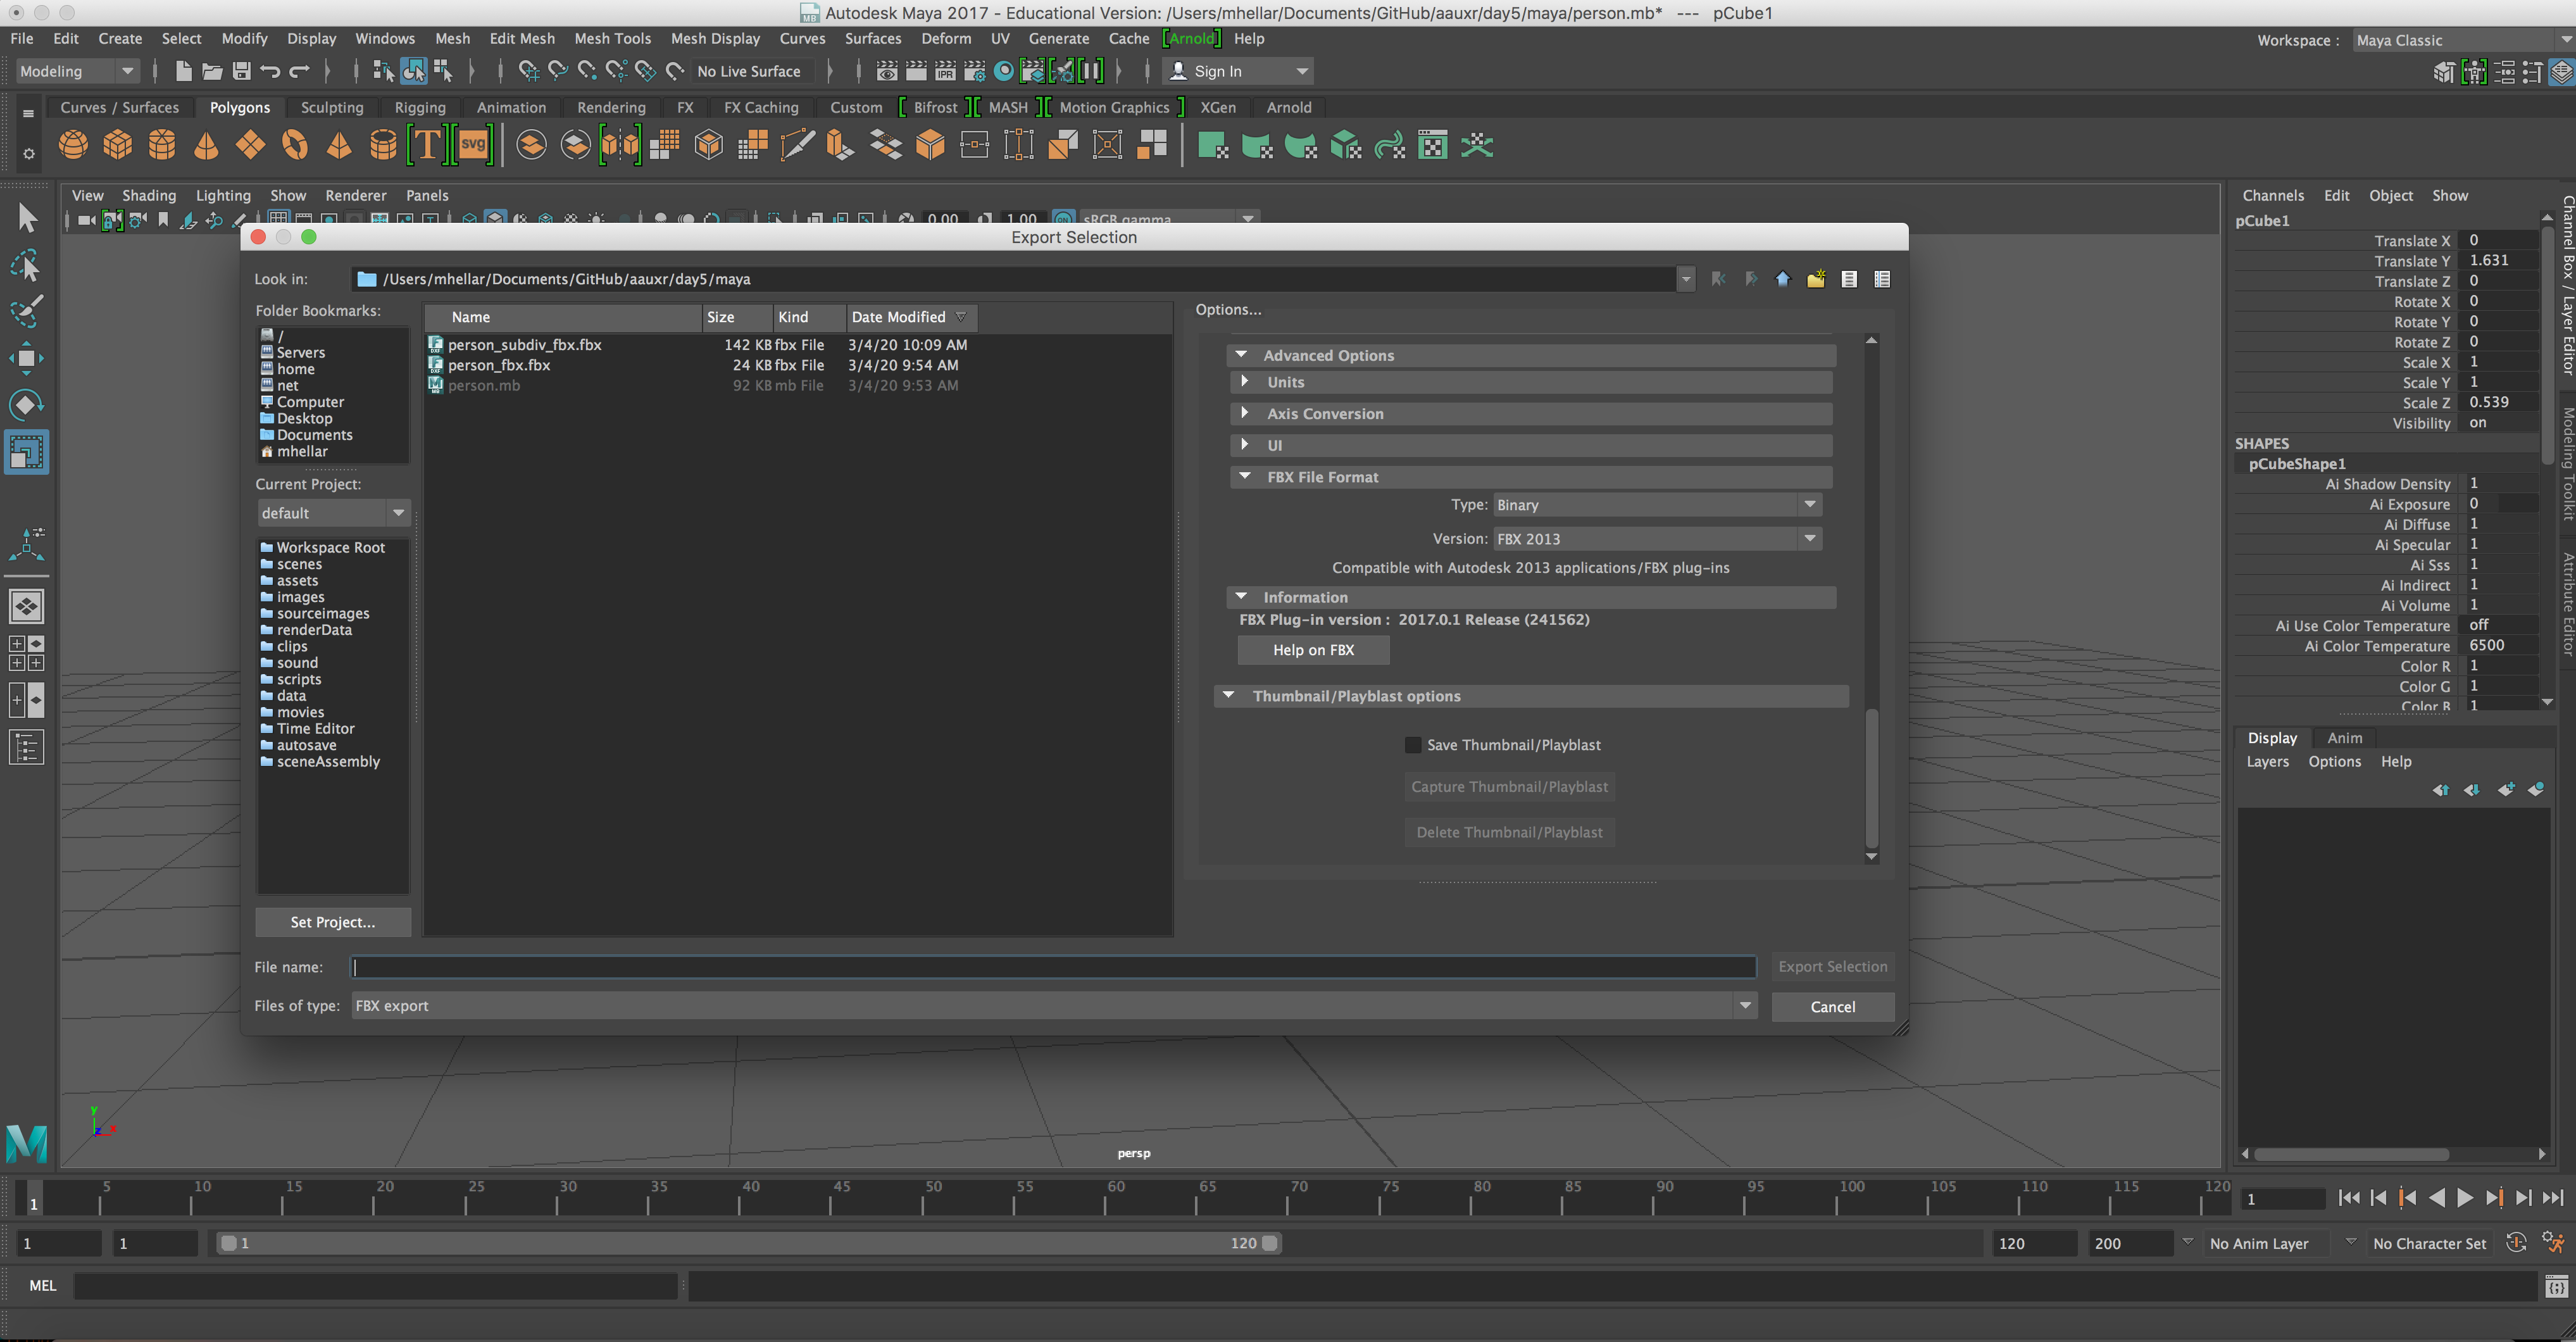 Autodesk Maya 2017 - Educational Version: /Users/mhellar/Documents/GitHub/aauxr/day5/maya/person.mb* --- pCube1
File Edit Create Select Modify Display Windows Mesh Edit Mesh Mesh Tools Mesh Display Curves Surfaces Deform UV Generate Cache [Arnold] Help Workspace : Maya Classic
Modeling No Live Surface IPR Sign In
Curves / Surfaces Polygons Sculpting Rigging Animation Rendering FX FX Caching Custom [ Bifrost ][ MASH ][ Motion Graphics ] XGen Arnold
T svg
View Shading Lighting Show Renderer Panels
0.00 1.00 sRGB gamma
Export Selection
Look in: /Users/mhellar/Documents/GitHub/aauxr/day5/maya
Folder Bookmarks:
/
Servers
home
net
Computer
Desktop
Documents
mhellar
Current Project:
default
Workspace Root
scenes
assets
images
sourceimages
renderData
clips
sound
scripts
data
movies
Time Editor
autosave
sceneAssembly
Set Project...
Name Size Kind Date Modified
person_subdiv_fbx.fbx 142 KB fbx File 3/4/20 10:09 AM
person_fbx.fbx 24 KB fbx File 3/4/20 9:54 AM
person.mb 92 KB mb File 3/4/20 9:53 AM
Options...
Advanced Options
Units
Axis Conversion
UI
FBX File Format
Type: Binary
Version: FBX 2013
Compatible with Autodesk 2013 applications/FBX plug-ins
Information
FBX Plug-in version : 2017.0.1 Release (241562)
Help on FBX
Thumbnail/Playblast options
Save Thumbnail/Playblast
Capture Thumbnail/Playblast
Delete Thumbnail/Playblast
File name: Export Selection
Files of type: FBX export Cancel
Channels Edit Object Show
pCube1
Translate X 0
Translate Y 1.631
Translate Z 0
Rotate X 0
Rotate Y 0
Rotate Z 0
Scale X 1
Scale Y 1
Scale Z 0.539
Visibility on
SHAPES
pCubeShape1
Ai Shadow Density 1
Ai Exposure 0
Ai Diffuse 1
Ai Specular 1
Ai Sss 1
Ai Indirect 1
Ai Volume 1
Ai Use Color Temperature off
Ai Color Temperature 6500
Color R 1
Color G 1
Color B 1
Channel Box / Layer Editor
Modeling Toolkit
Attribute Editor
Display Anim
Layers Options Help
y
z x
persp
M
1 5 10 15 20 25 30 35 40 45 50 55 60 65 70 75 80 85 90 95 100 105 110 115 120 1
1 1 1 120 120 200 No Anim Layer No Character Set
MEL